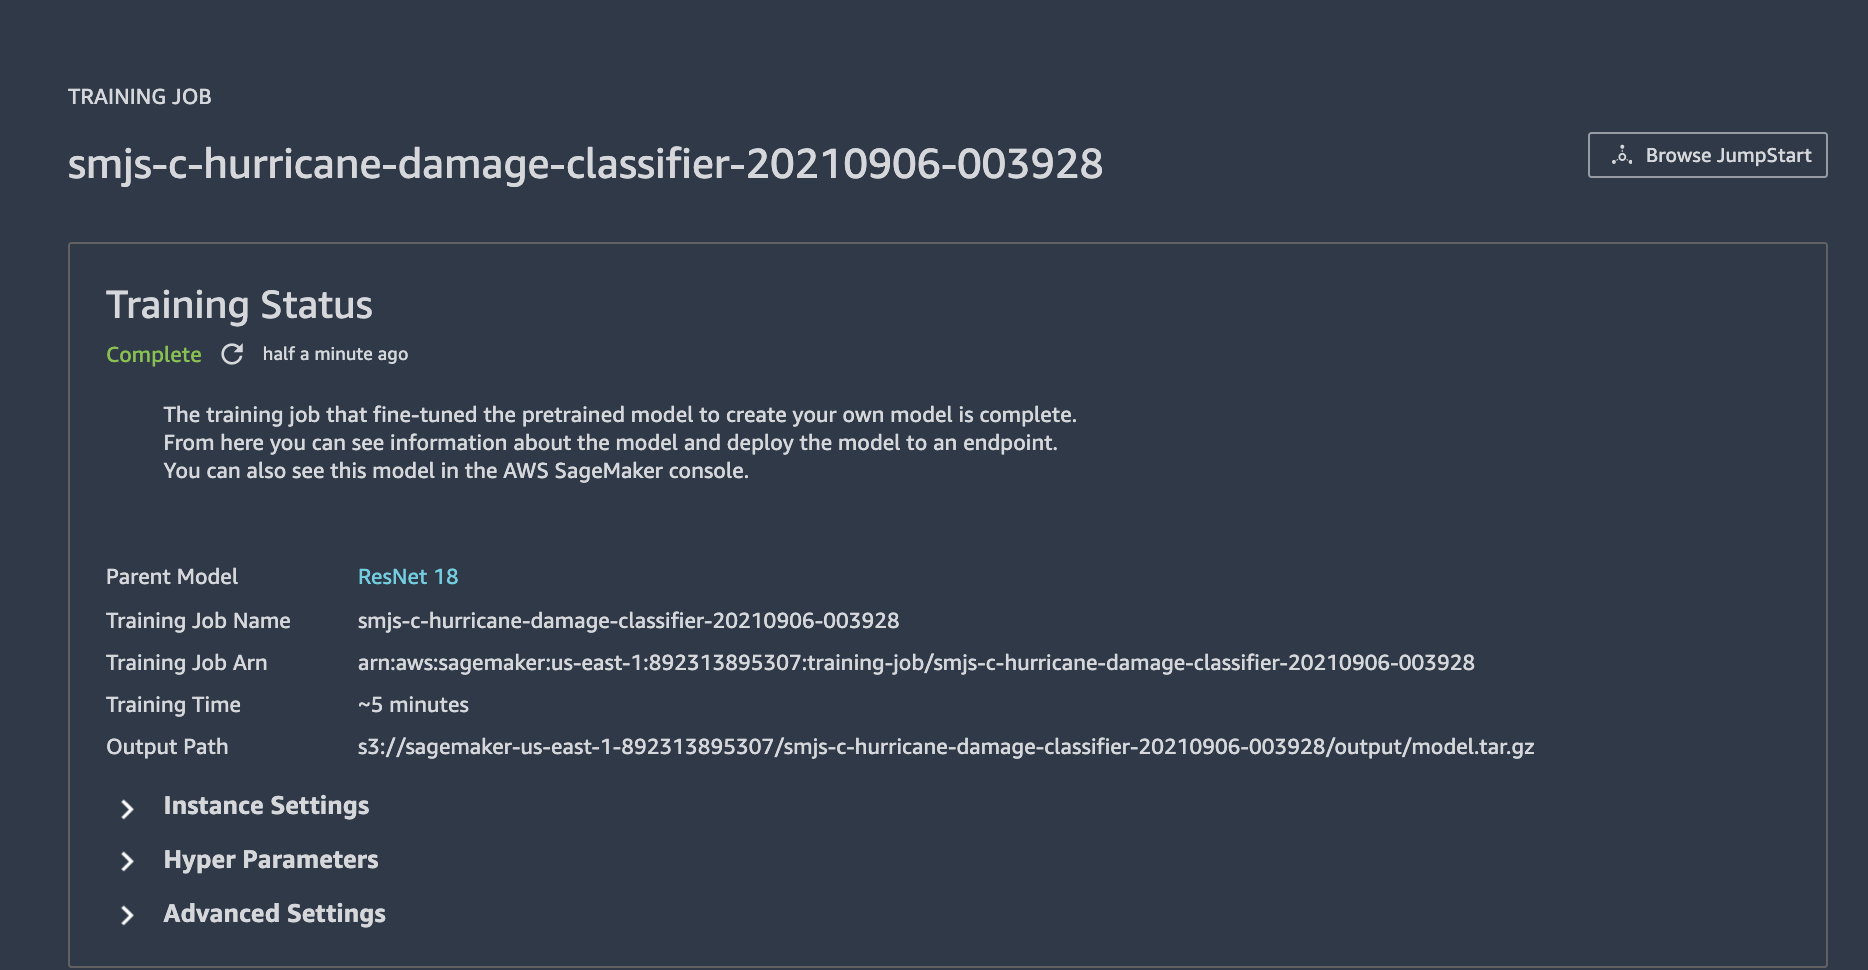 TRAINING JOB
smjs-c-hurricane-damage-classifier-20210906-003928
Browse JumpStart
Training Status
Complete half a minute ago
The training job that fine-tuned the pretrained model to create your own model is complete.
From here you can see information about the model and deploy the model to an endpoint.
You can also see this model in the AWS SageMaker console.
Parent Model ResNet 18
Training Job Name smjs-c-hurricane-damage-classifier-20210906-003928
Training Job Arn arn:aws:sagemaker:us-east-1:892313895307:training-job/smjs-c-hurricane-damage-classifier-20210906-003928
Training Time ~5 minutes
Output Path s3://sagemaker-us-east-1-892313895307/smjs-c-hurricane-damage-classifier-20210906-003928/output/model.tar.gz
Instance Settings
Hyper Parameters
Advanced Settings